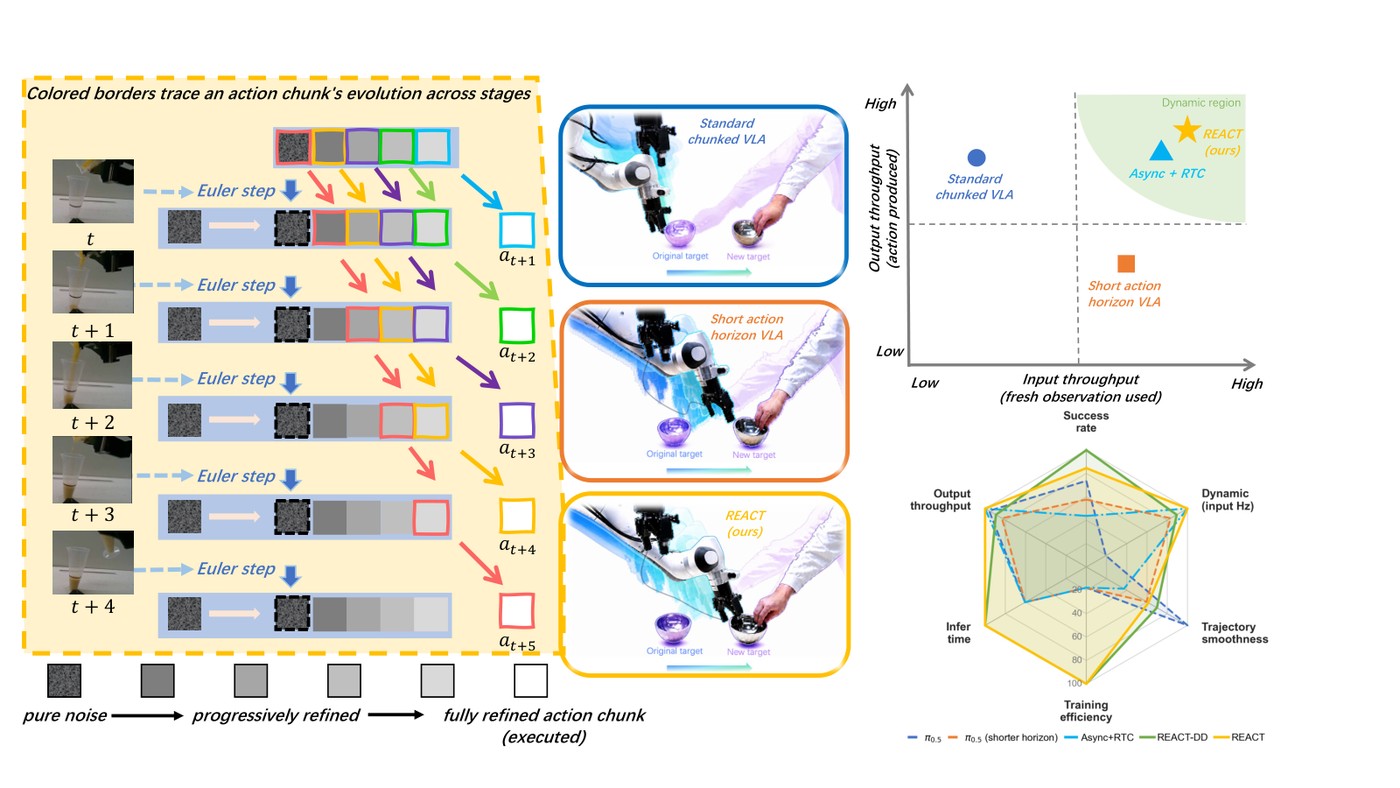 Colored borders trace an action chunk's evolution across stages
t
Euler step
a_{t+1}
t + 1
Euler step
a_{t+2}
t + 2
Euler step
a_{t+3}
t + 3
Euler step
a_{t+4}
t + 4
Euler step
a_{t+5}
pure noise
progressively refined
fully refined action chunk
(executed)
Standard
chunked VLA
Original target
New target
Short action
horizon VLA
Original target
New target
REACT
(ours)
Original target
New target
High
Output throughput
(action produced)
Low
Dynamic region
REACT
(ours)
Async + RTC
Standard
chunked VLA
Short action
horizon VLA
Low
Input throughput
(fresh observation used)
High
Success
rate
Output
throughput
Dynamic
(input Hz)
Infer
time
Trajectory
smoothness
20
40
60
80
100
Training
efficiency
π_{0.5}
π_{0.5} (shorter horizon)
Async+RTC
REACT-DD
REACT